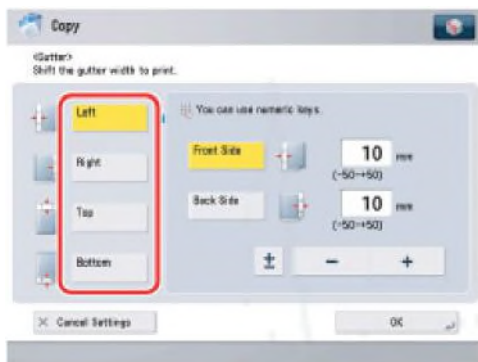 Copy
<Gutter>
Shift the gutter width to print.
Left
Right
Top
Bottom
You can use numeric keys.
Front Side
10 mm
(-50-+50)
Back Side
10 mm
(-50-+50)
± - +
× Cancel Settings
OK